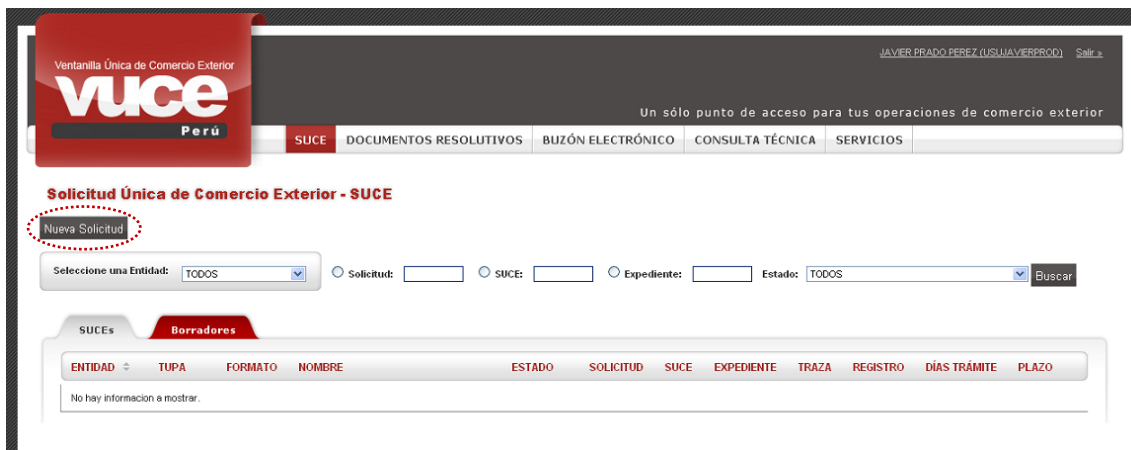 JAVIER PRADO PEREZ (USUJAVIERPROD) Salir »
Ventanilla Única de Comercio Exterior
vuce
Perú
Un sólo punto de acceso para tus operaciones de comercio exterior
SUCE DOCUMENTOS RESOLUTIVOS BUZÓN ELECTRÓNICO CONSULTA TÉCNICA SERVICIOS
Solicitud Única de Comercio Exterior - SUCE
Nueva Solicitud
Seleccione una Entidad: TODOS Solicitud: SUCE: Expediente: Estado: TODOS Buscar
SUCEs Borradores
ENTIDAD TUPA FORMATO NOMBRE ESTADO SOLICITUD SUCE EXPEDIENTE TRAZA REGISTRO DÍAS TRÁMITE PLAZO
No hay informacion a mostrar.